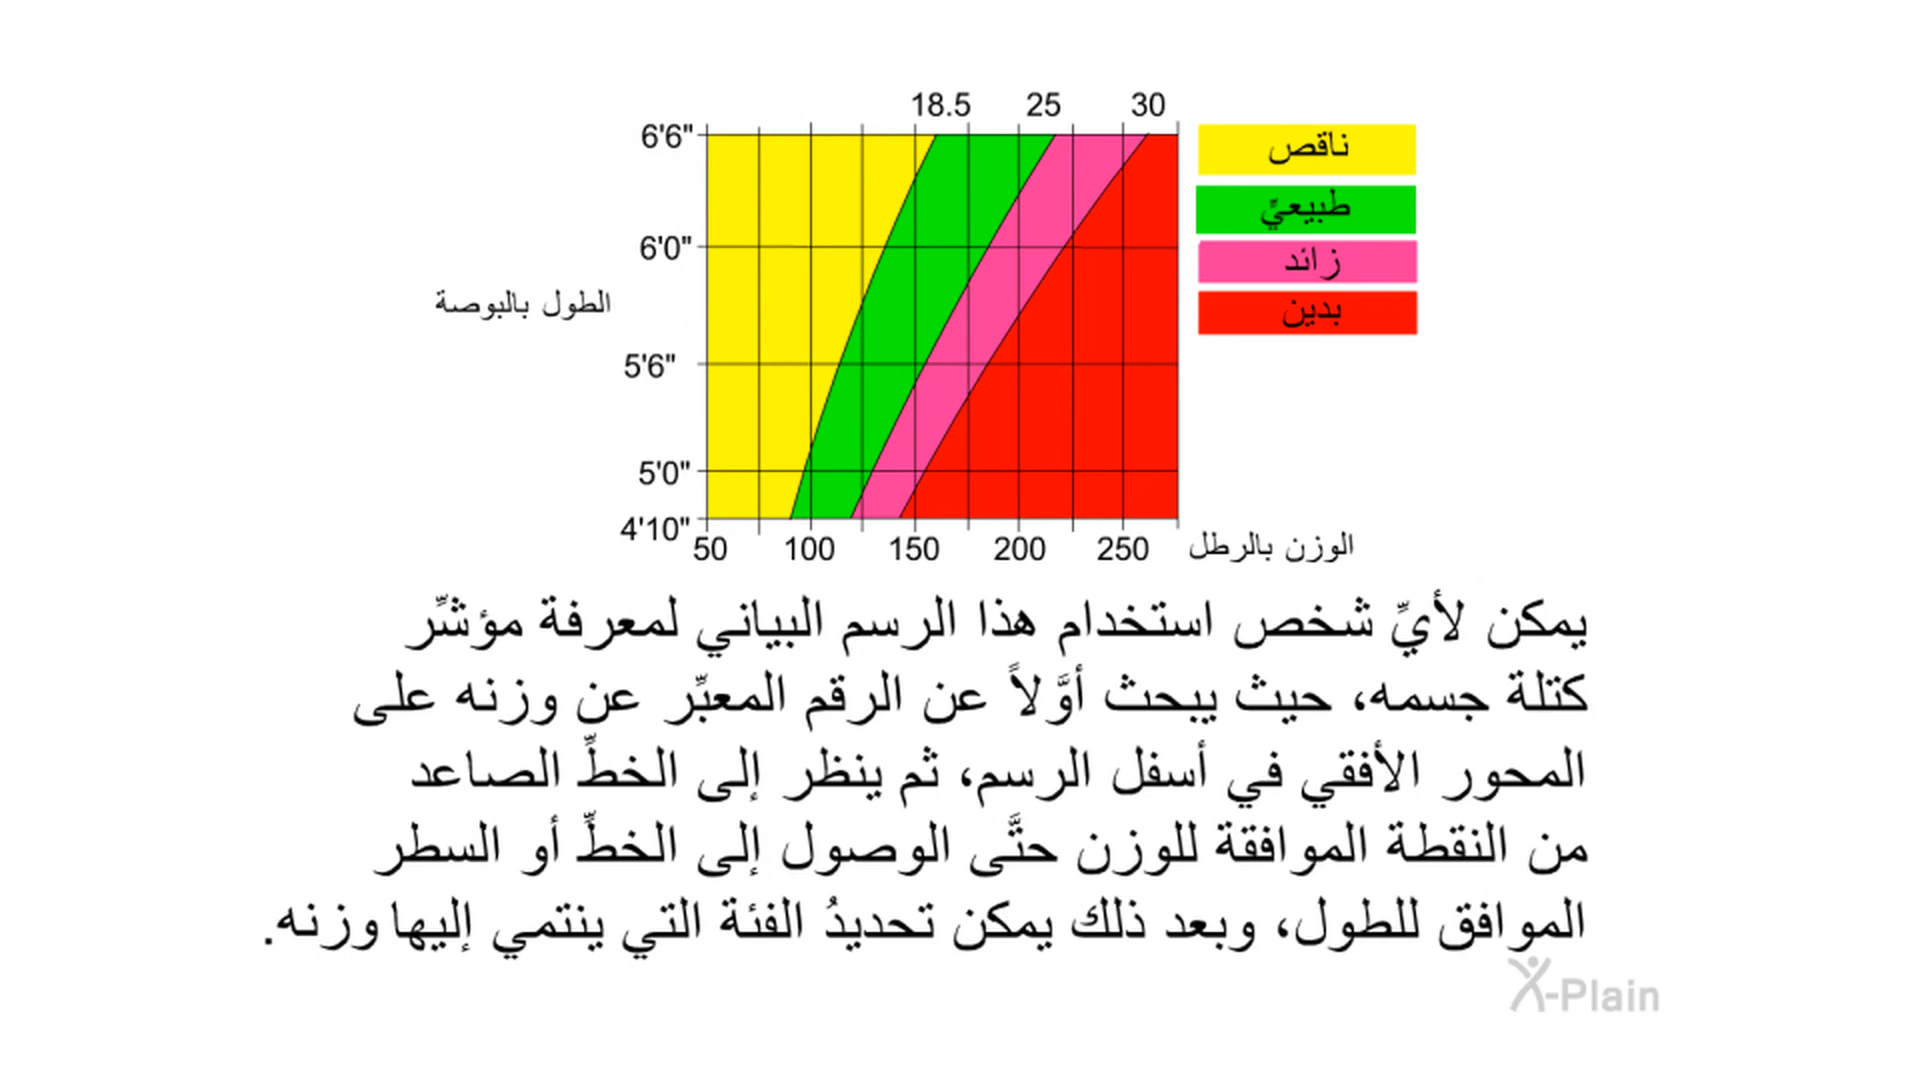 18.5 25 30
6'6"
6'0"
5'6"
5'0"
4'10"
الطول بالبوصة
50 100 150 200 250
الوزن بالرطل
ناقص
طبيعيٌّ
زائد
بدين
يمكن لأيِّ شخص استخدام هذا الرسم البياني لمعرفة مؤشِّر
كتلة جسمه، حيث يبحث أوَّلاً عن الرقم المعبِّر عن وزنه على
المحور الأفقي في أسفل الرسم، ثم ينظر إلى الخطِّ الصاعد
من النقطة الموافقة للوزن حتَّى الوصول إلى الخطِّ أو السطر
الموافق للطول، وبعد ذلك يمكن تحديدُ الفئة التي ينتمي إليها وزنه.
X-Plain